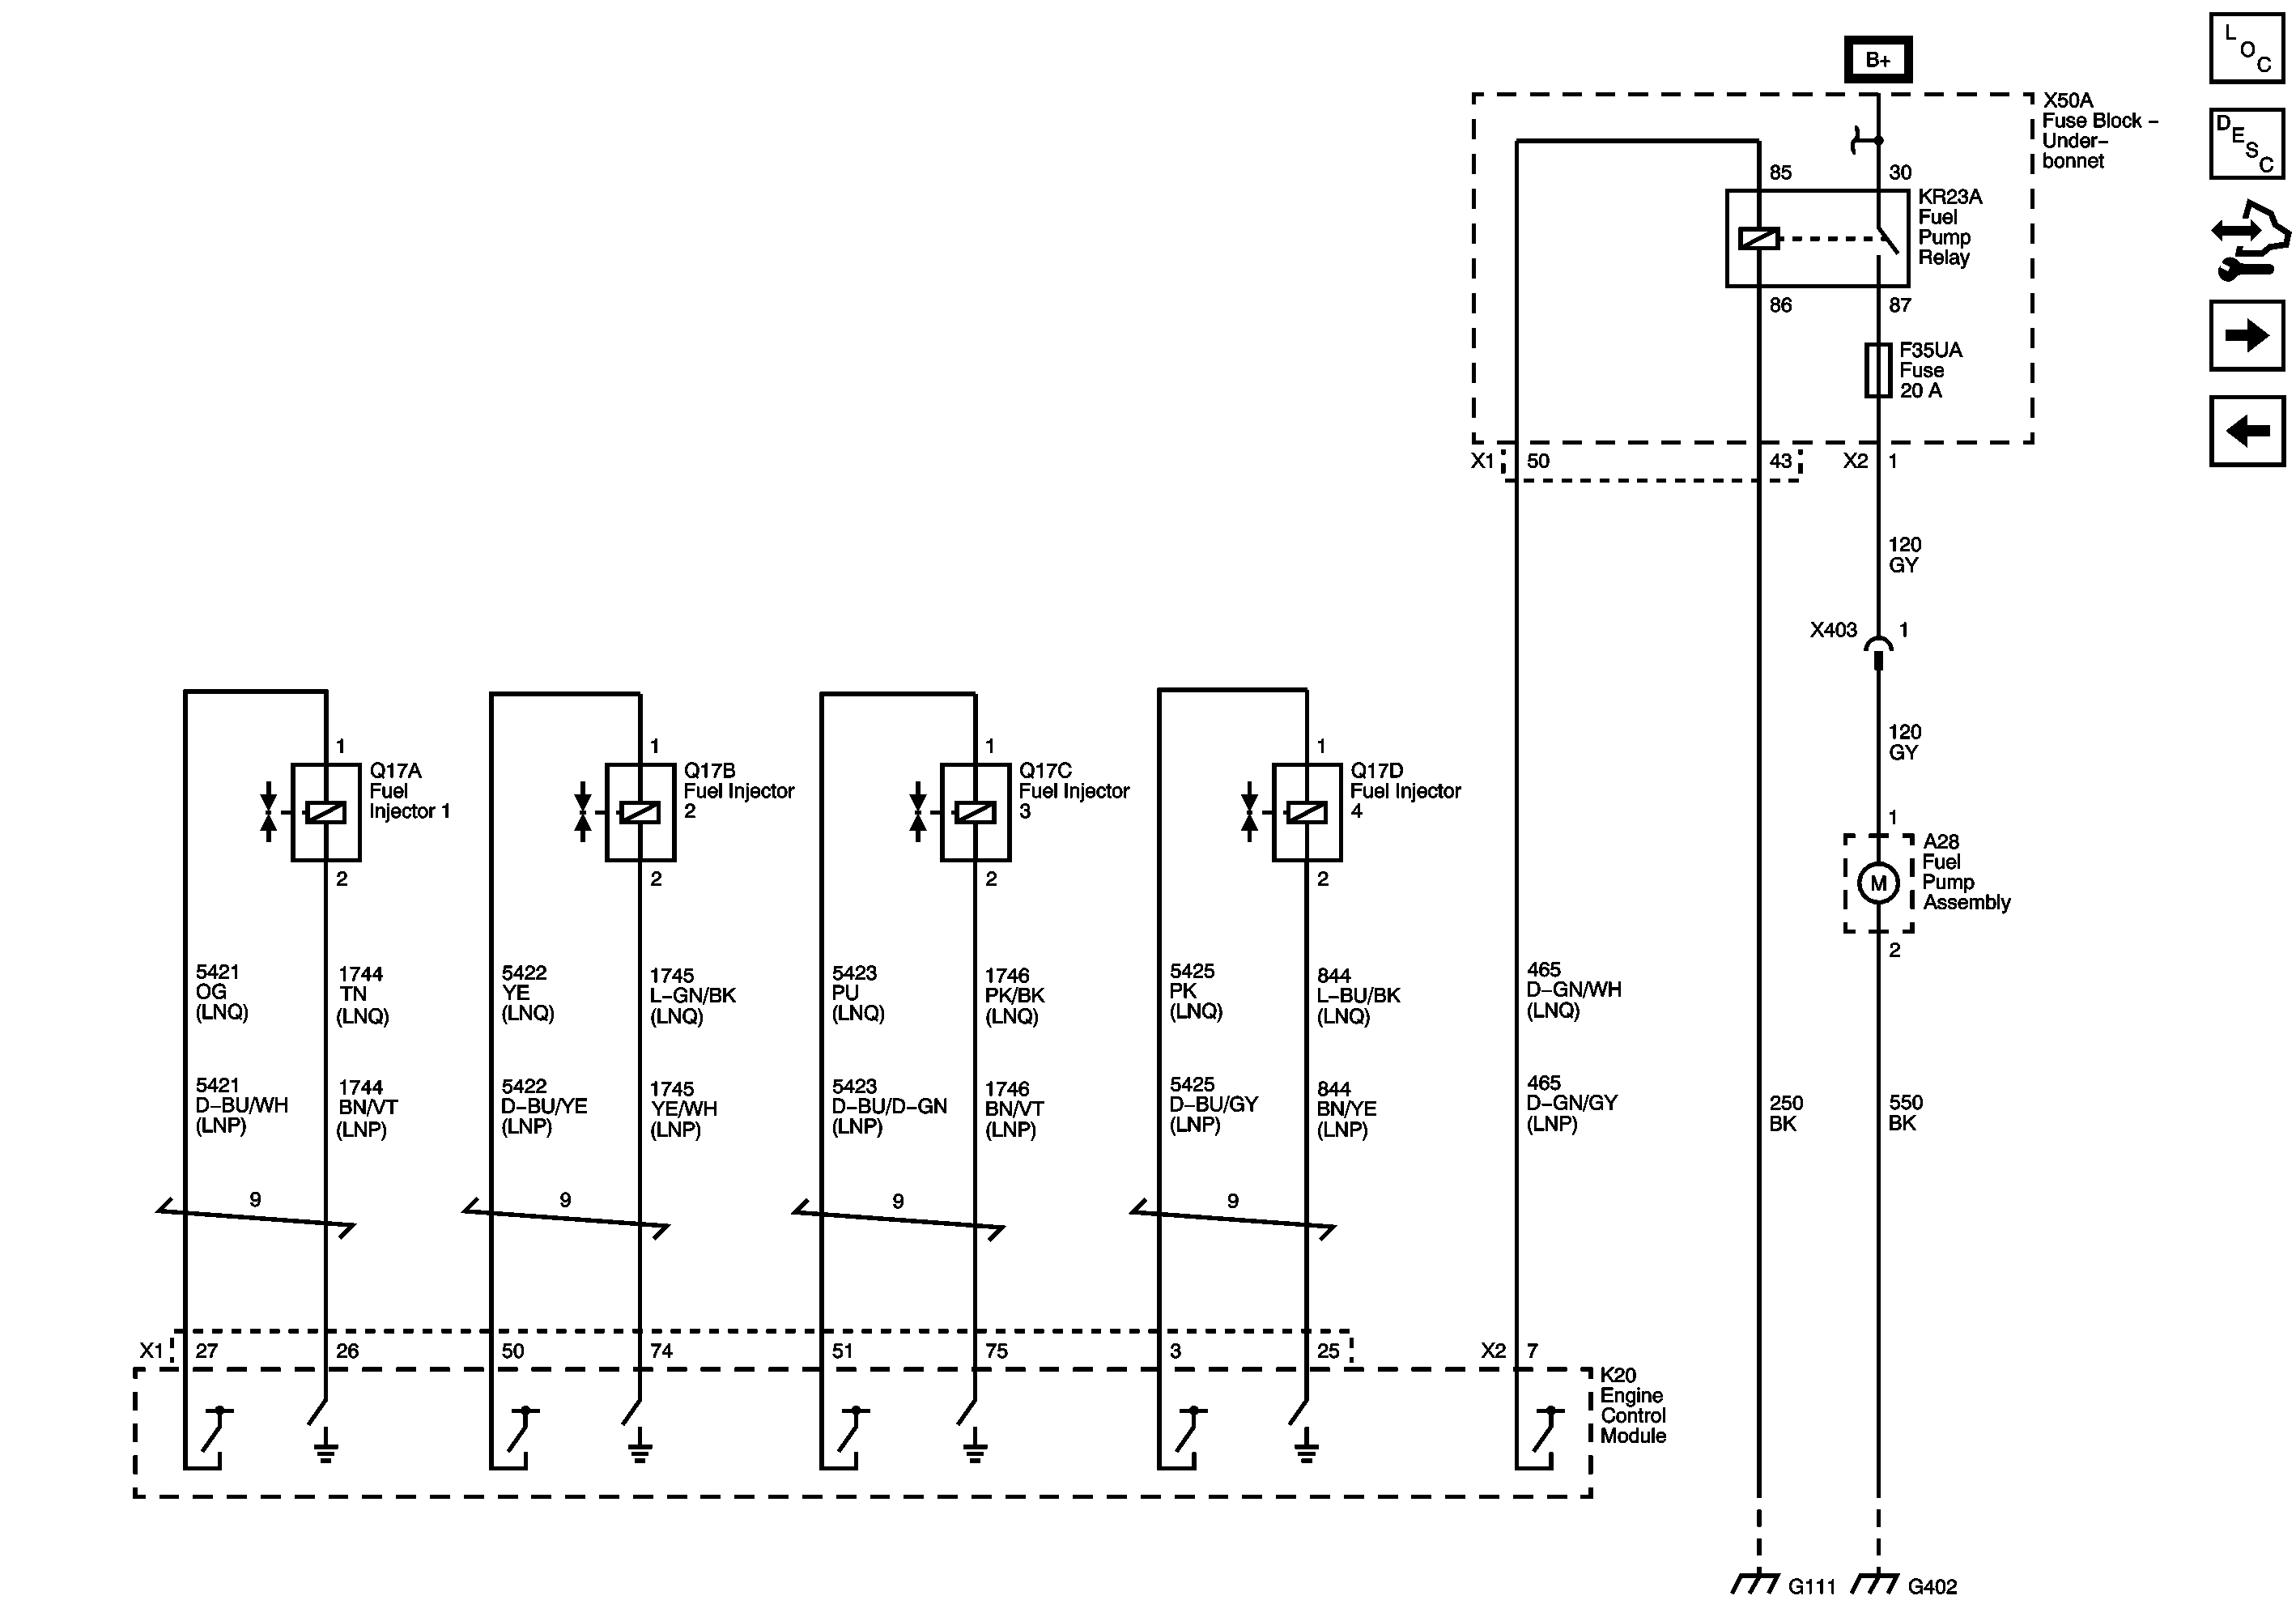 B+
L
O
C
D
E
S
C
X50A
Fuse Block –
Under–
bonnet
85
30
KR23A
Fuel
Pump
Relay
86
87
F35UA
Fuse
20 A
X1
50
43
X2
1
120
GY
X403
1
120
GY
1
A28
Fuel
Pump
Assembly
M
2
1
Q17A
Fuel
Injector 1
2
1
Q17B
Fuel Injector
2
2
1
Q17C
Fuel Injector
3
2
1
Q17D
Fuel Injector
4
2
5421
OG
(LNQ)
1744
TN
(LNQ)
5422
YE
(LNQ)
1745
L–GN/BK
(LNQ)
5423
PU
(LNQ)
1746
PK/BK
(LNQ)
5425
PK
(LNQ)
844
L–BU/BK
(LNQ)
465
D–GN/WH
(LNQ)
5421
D–BU/WH
(LNP)
1744
BN/VT
(LNP)
5422
D–BU/YE
(LNP)
1745
YE/WH
(LNP)
5423
D–BU/D–GN
(LNP)
1746
BN/VT
(LNP)
5425
D–BU/GY
(LNP)
844
BN/YE
(LNP)
465
D–GN/GY
(LNP)
250
BK
550
BK
9
9
9
9
X1
27
26
50
74
51
75
3
25
X2
7
K20
Engine
Control
Module
G111
G402